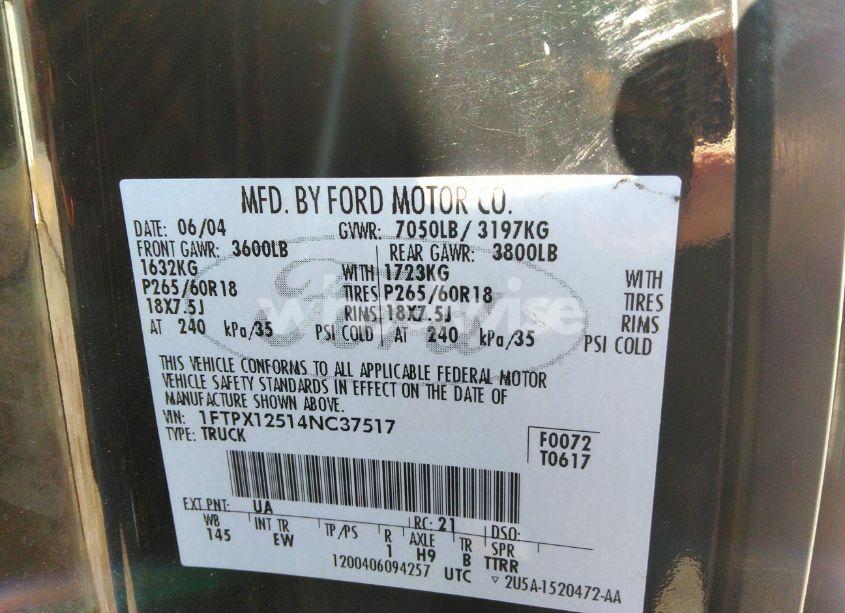 MFD. BY FORD MOTOR CO.
DATE: 06/04 GVWR: 7050LB/ 3197KG
FRONT GAWR: 3600LB REAR GAWR: 3800LB
1632KG WITH 1723KG WITH
P265/60R18 TIRES P265/60R18 TIRES
18X7.5J RIMS 18X7.5J RIMS
AT 240 kPa/35 PSI COLD AT 240 kPa/35 PSI COLD
THIS VEHICLE CONFORMS TO ALL APPLICABLE FEDERAL MOTOR
VEHICLE SAFETY STANDARDS IN EFFECT ON THE DATE OF
MANUFACTURE SHOWN ABOVE.
VIN: 1FTPX12514NC37517
TYPE: TRUCK
F0072
T0617
EXT PNT: UA RC: 21 DSO:
WB INT TR TP/PS R AXLE TR SPR
145 EW 1 H9 B TTRR
1200406094257 UTC 2U5A-1520472-AA